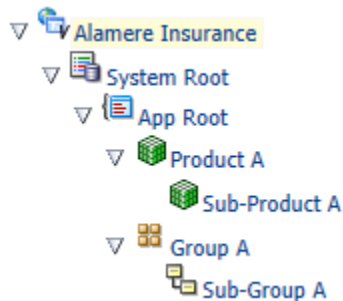 Alamere Insurance
System Root
App Root
Product A
Sub-Product A
Group A
Sub-Group A